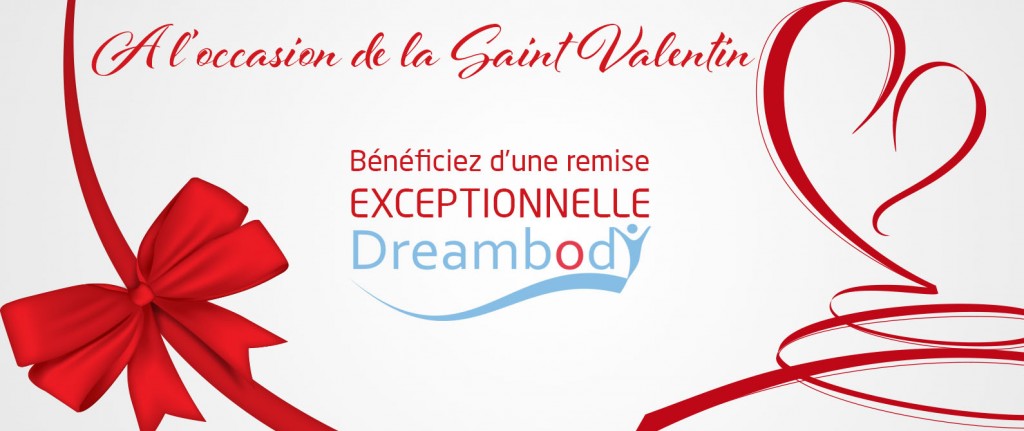 A l'occasion de la Saint Valentin
Bénéficiez d'une remise
EXCEPTIONNELLE
Dreambody